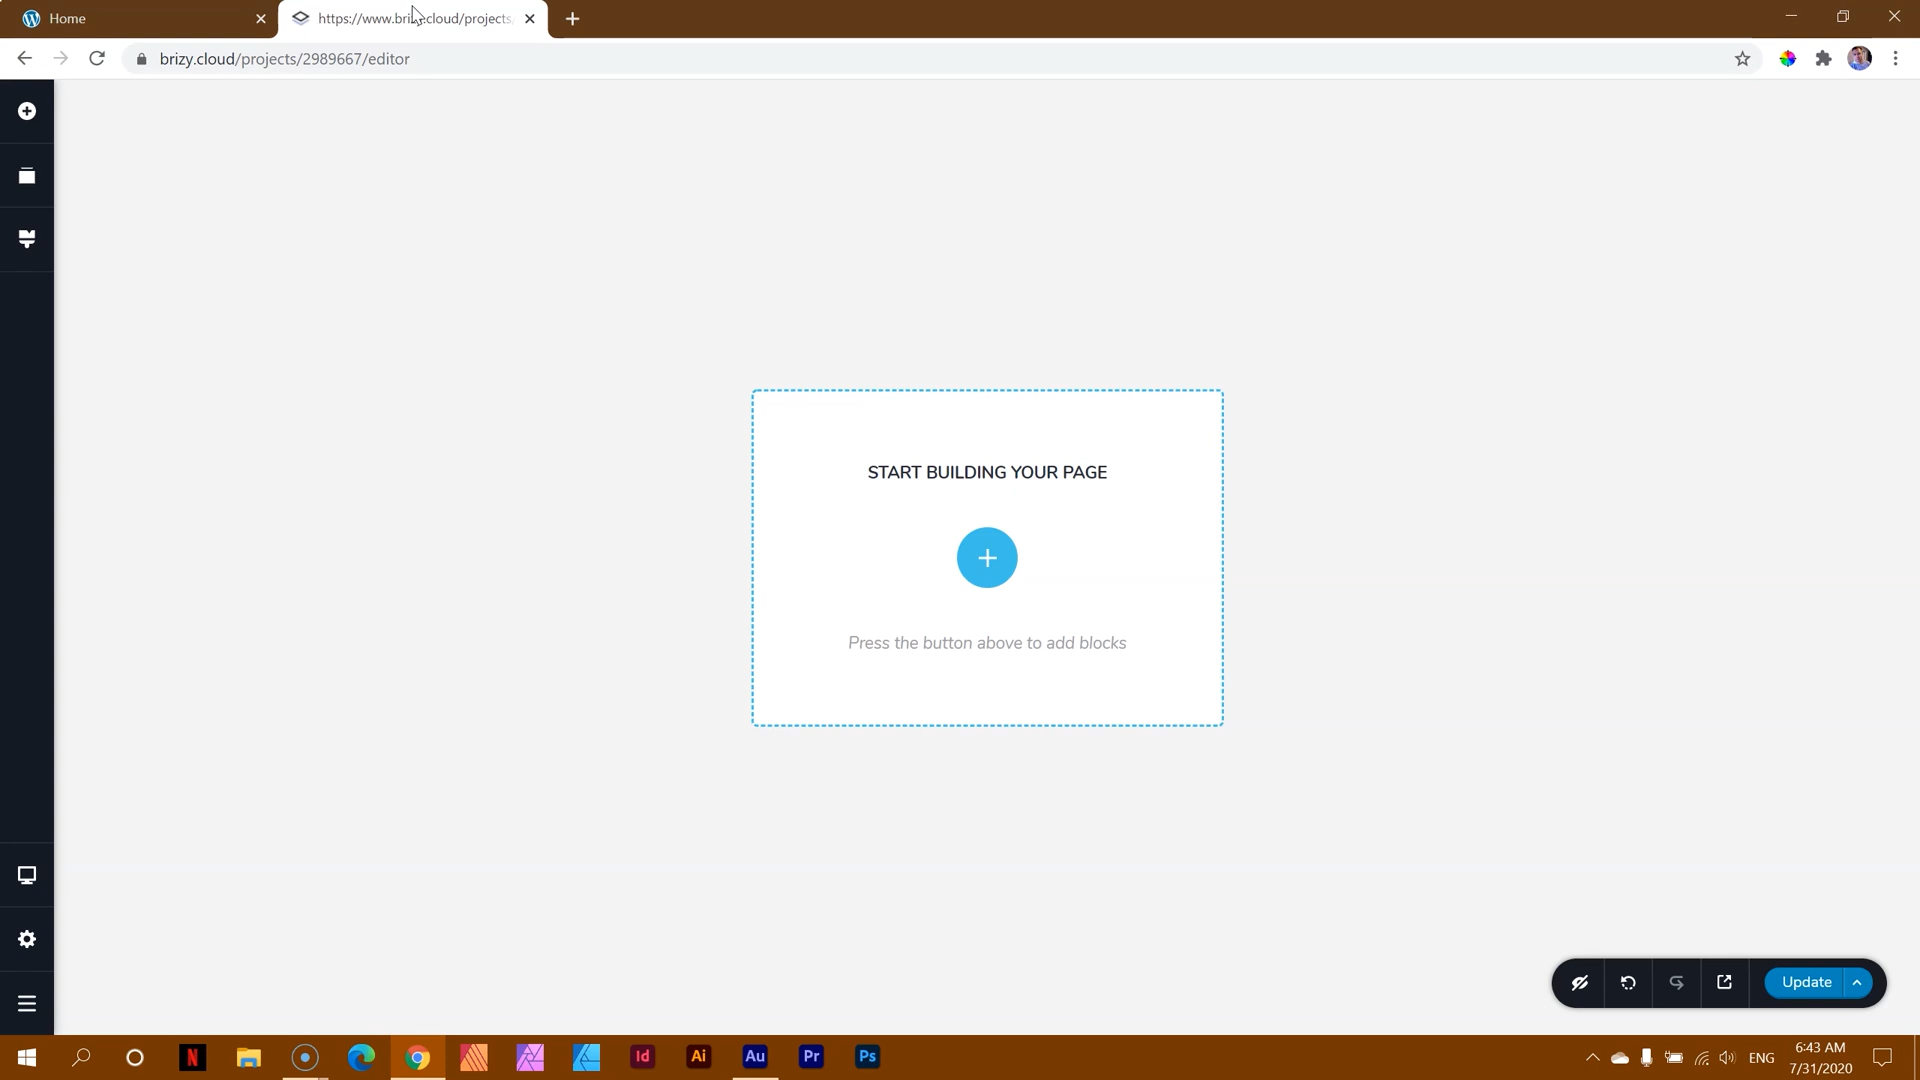 Home
https://www.brizy.cloud/projects/
brizy.cloud/projects/2989667/editor
START BUILDING YOUR PAGE
Press the button above to add blocks
Update
N
Id
Ai
Au
Pr
Ps
ENG
6:43 AM
7/31/2020